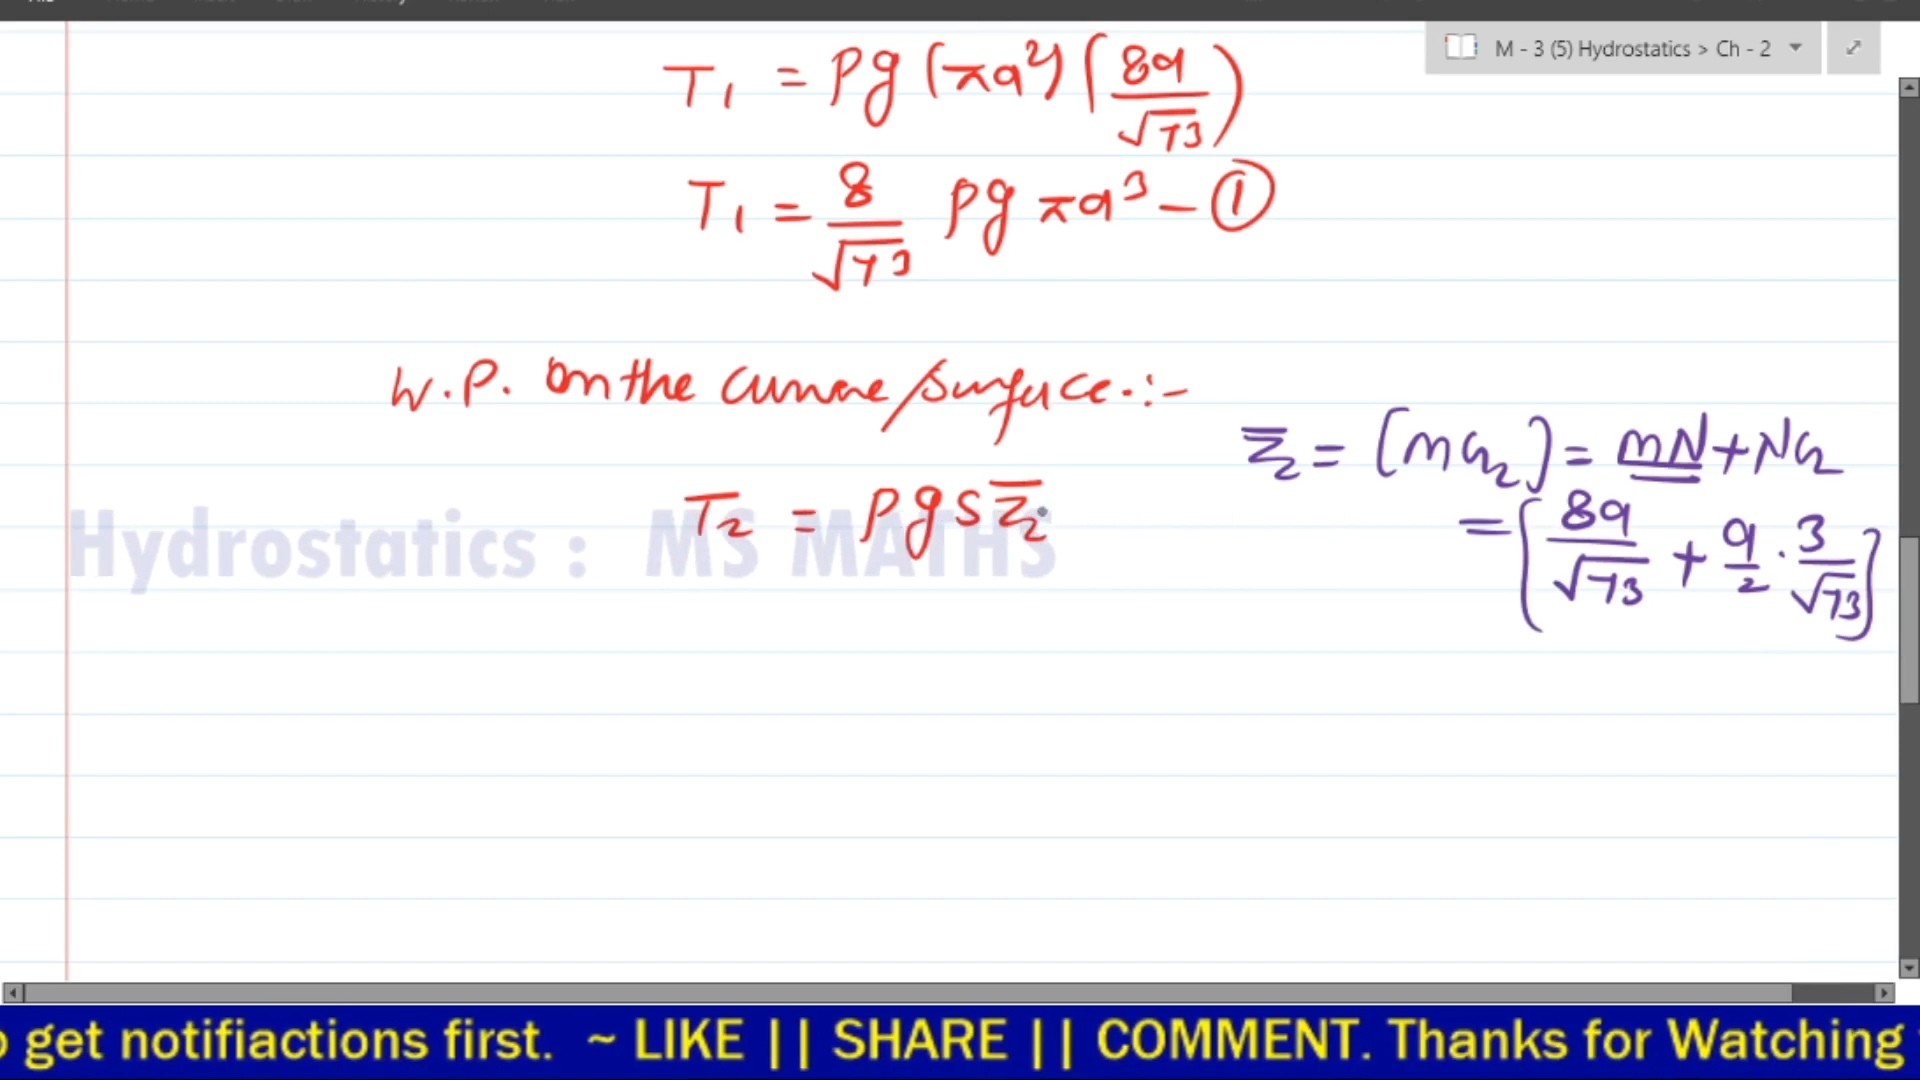 M - 3 (5) Hydrostatics > Ch - 2
T₁ = ρg (πa²) (8a/√73)
T₁ = 8/√73 ρg πa³ - ①
W.P. on the curve/surface.:-
z̄₂ = [MG₂] = MN + NG₂
= [8a/√73 + a/2 · 3/√73]
T₂ = ρgS z̄₂
Hydrostatics : MS MATHS
get notifiactions first. ~ LIKE || SHARE || COMMENT. Thanks for Watching